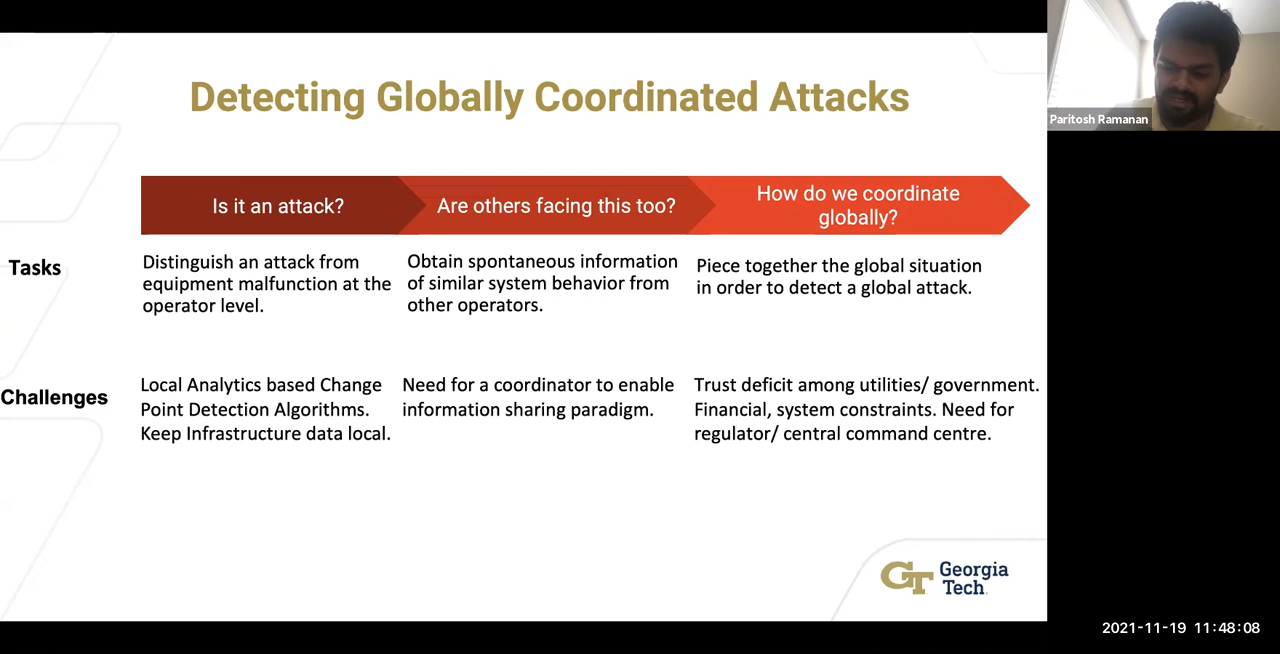 Detecting Globally Coordinated Attacks
Paritosh Ramanan
Is it an attack?
Are others facing this too?
How do we coordinate
globally?
Tasks
Distinguish an attack from
equipment malfunction at the
operator level.
Obtain spontaneous information
of similar system behavior from
other operators.
Piece together the global situation
in order to detect a global attack.
Challenges
Local Analytics based Change
Point Detection Algorithms.
Keep Infrastructure data local.
Need for a coordinator to enable
information sharing paradigm.
Trust deficit among utilities/ government.
Financial, system constraints. Need for
regulator/ central command centre.
GT Georgia
Tech
2021-11-19 11:48:08